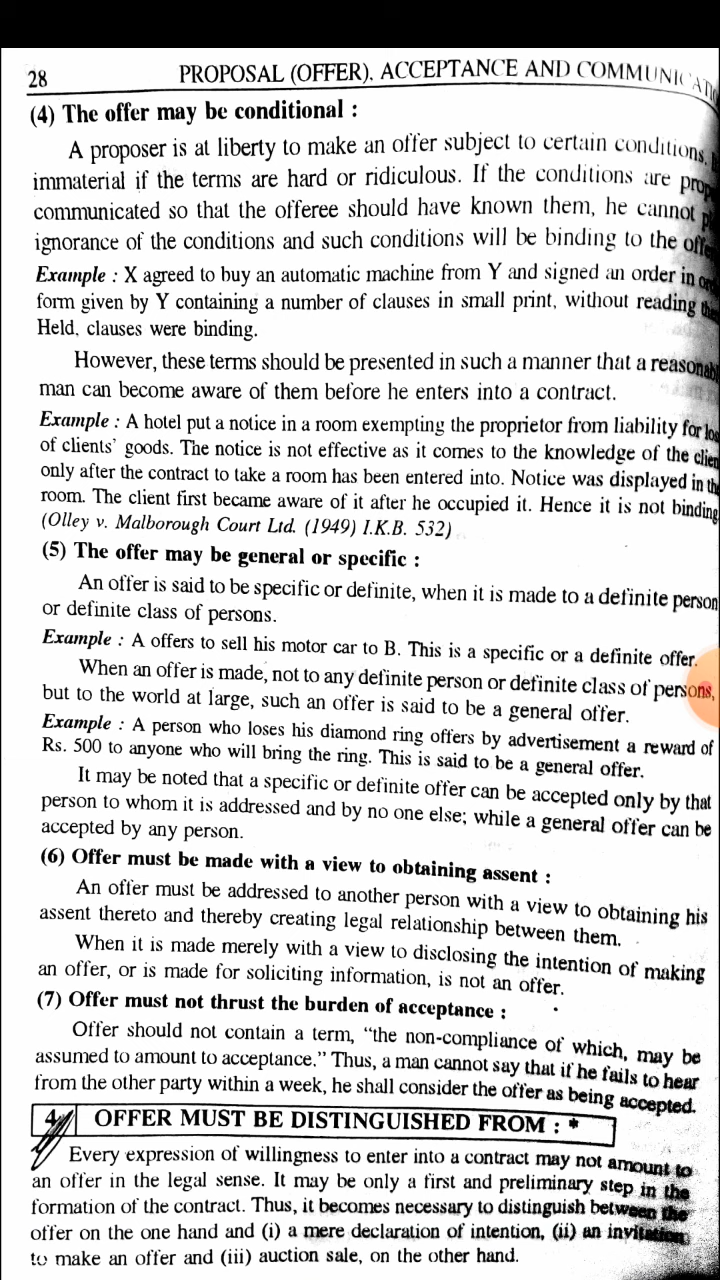 28 PROPOSAL (OFFER), ACCEPTANCE AND COMMUNICATIO
(4) The offer may be conditional :
A proposer is at liberty to make an offer subject to certain conditions,
immaterial if the terms are hard or ridiculous. If the conditions are prop
communicated so that the offeree should have known them, he cannot pl
ignorance of the conditions and such conditions will be binding to the offe
Example : X agreed to buy an automatic machine from Y and signed an order in ord
form given by Y containing a number of clauses in small print, without reading the
Held, clauses were binding.
However, these terms should be presented in such a manner that a reasonabl
man can become aware of them before he enters into a contract.
Example : A hotel put a notice in a room exempting the proprietor from liability for los
of clients' goods. The notice is not effective as it comes to the knowledge of the clien
only after the contract to take a room has been entered into. Notice was displayed in the
room. The client first became aware of it after he occupied it. Hence it is not binding
(Olley v. Malborough Court Ltd. (1949) I.K.B. 532)
(5) The offer may be general or specific :
An offer is said to be specific or definite, when it is made to a definite person
or definite class of persons.
Example : A offers to sell his motor car to B. This is a specific or a definite offer.
When an offer is made, not to any definite person or definite class of persons,
but to the world at large, such an offer is said to be a general offer.
Example : A person who loses his diamond ring offers by advertisement a reward of
Rs. 500 to anyone who will bring the ring. This is said to be a general offer.
It may be noted that a specific or definite offer can be accepted only by that
person to whom it is addressed and by no one else; while a general offer can be
accepted by any person.
(6) Offer must be made with a view to obtaining assent :
An offer must be addressed to another person with a view to obtaining his
assent thereto and thereby creating legal relationship between them.
When it is made merely with a view to disclosing the intention of making
an offer, or is made for soliciting information, is not an offer.
(7) Offer must not thrust the burden of acceptance :
Offer should not contain a term, "the non-compliance of which, may be
assumed to amount to acceptance." Thus, a man cannot say that if he fails to hear
from the other party within a week, he shall consider the offer as being accepted.
4. OFFER MUST BE DISTINGUISHED FROM : *
Every expression of willingness to enter into a contract may not amount to
an offer in the legal sense. It may be only a first and preliminary step in the
formation of the contract. Thus, it becomes necessary to distinguish between the
offer on the one hand and (i) a mere declaration of intention, (ii) an invitation
to make an offer and (iii) auction sale, on the other hand.